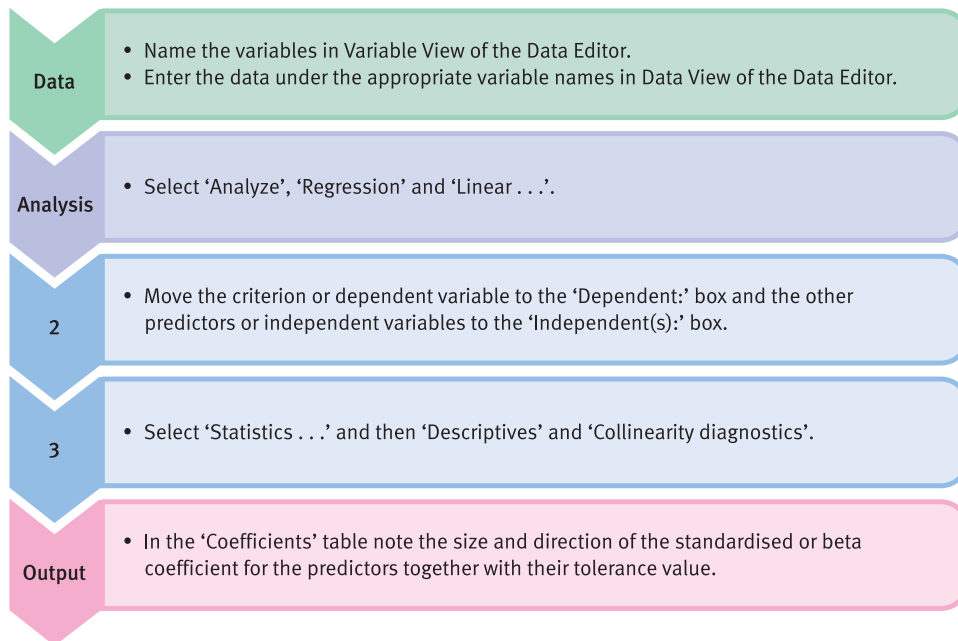 Data
• Name the variables in Variable View of the Data Editor.
• Enter the data under the appropriate variable names in Data View of the Data Editor.
Analysis
• Select ‘Analyze’, ‘Regression’ and ‘Linear . . .’.
2
• Move the criterion or dependent variable to the ‘Dependent:’ box and the other
predictors or independent variables to the ‘Independent(s):’ box.
3
• Select ‘Statistics . . .’ and then ‘Descriptives’ and ‘Collinearity diagnostics’.
Output
• In the ‘Coefficients’ table note the size and direction of the standardised or beta
coefficient for the predictors together with their tolerance value.